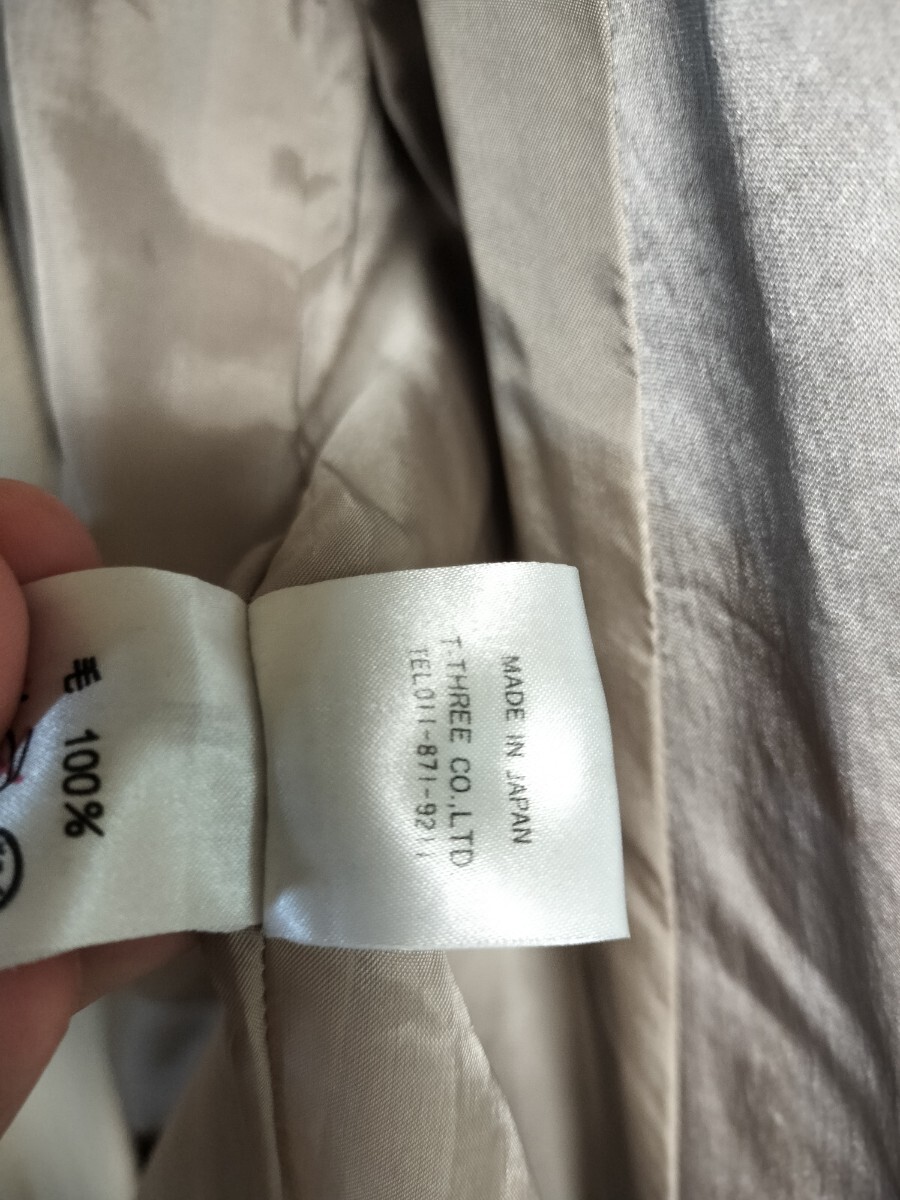 毛 100%
MADE IN JAPAN
T-THREE CO.,LTD
TEL011-871-9211